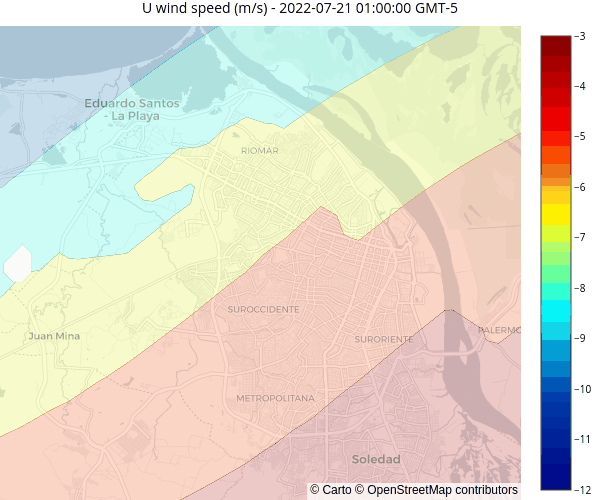 U wind speed (m/s) - 2022-07-21 01:00:00 GMT-5
Eduardo Santos
- La Playa
RIOMAR
SUROCCIDENTE
Juan Mina
SURORIENTE
PALERMO
METROPOLITANA
Soledad
© Carto © OpenStreetMap contributors
−3
−4
−5
−6
−7
−8
−9
−10
−11
−12